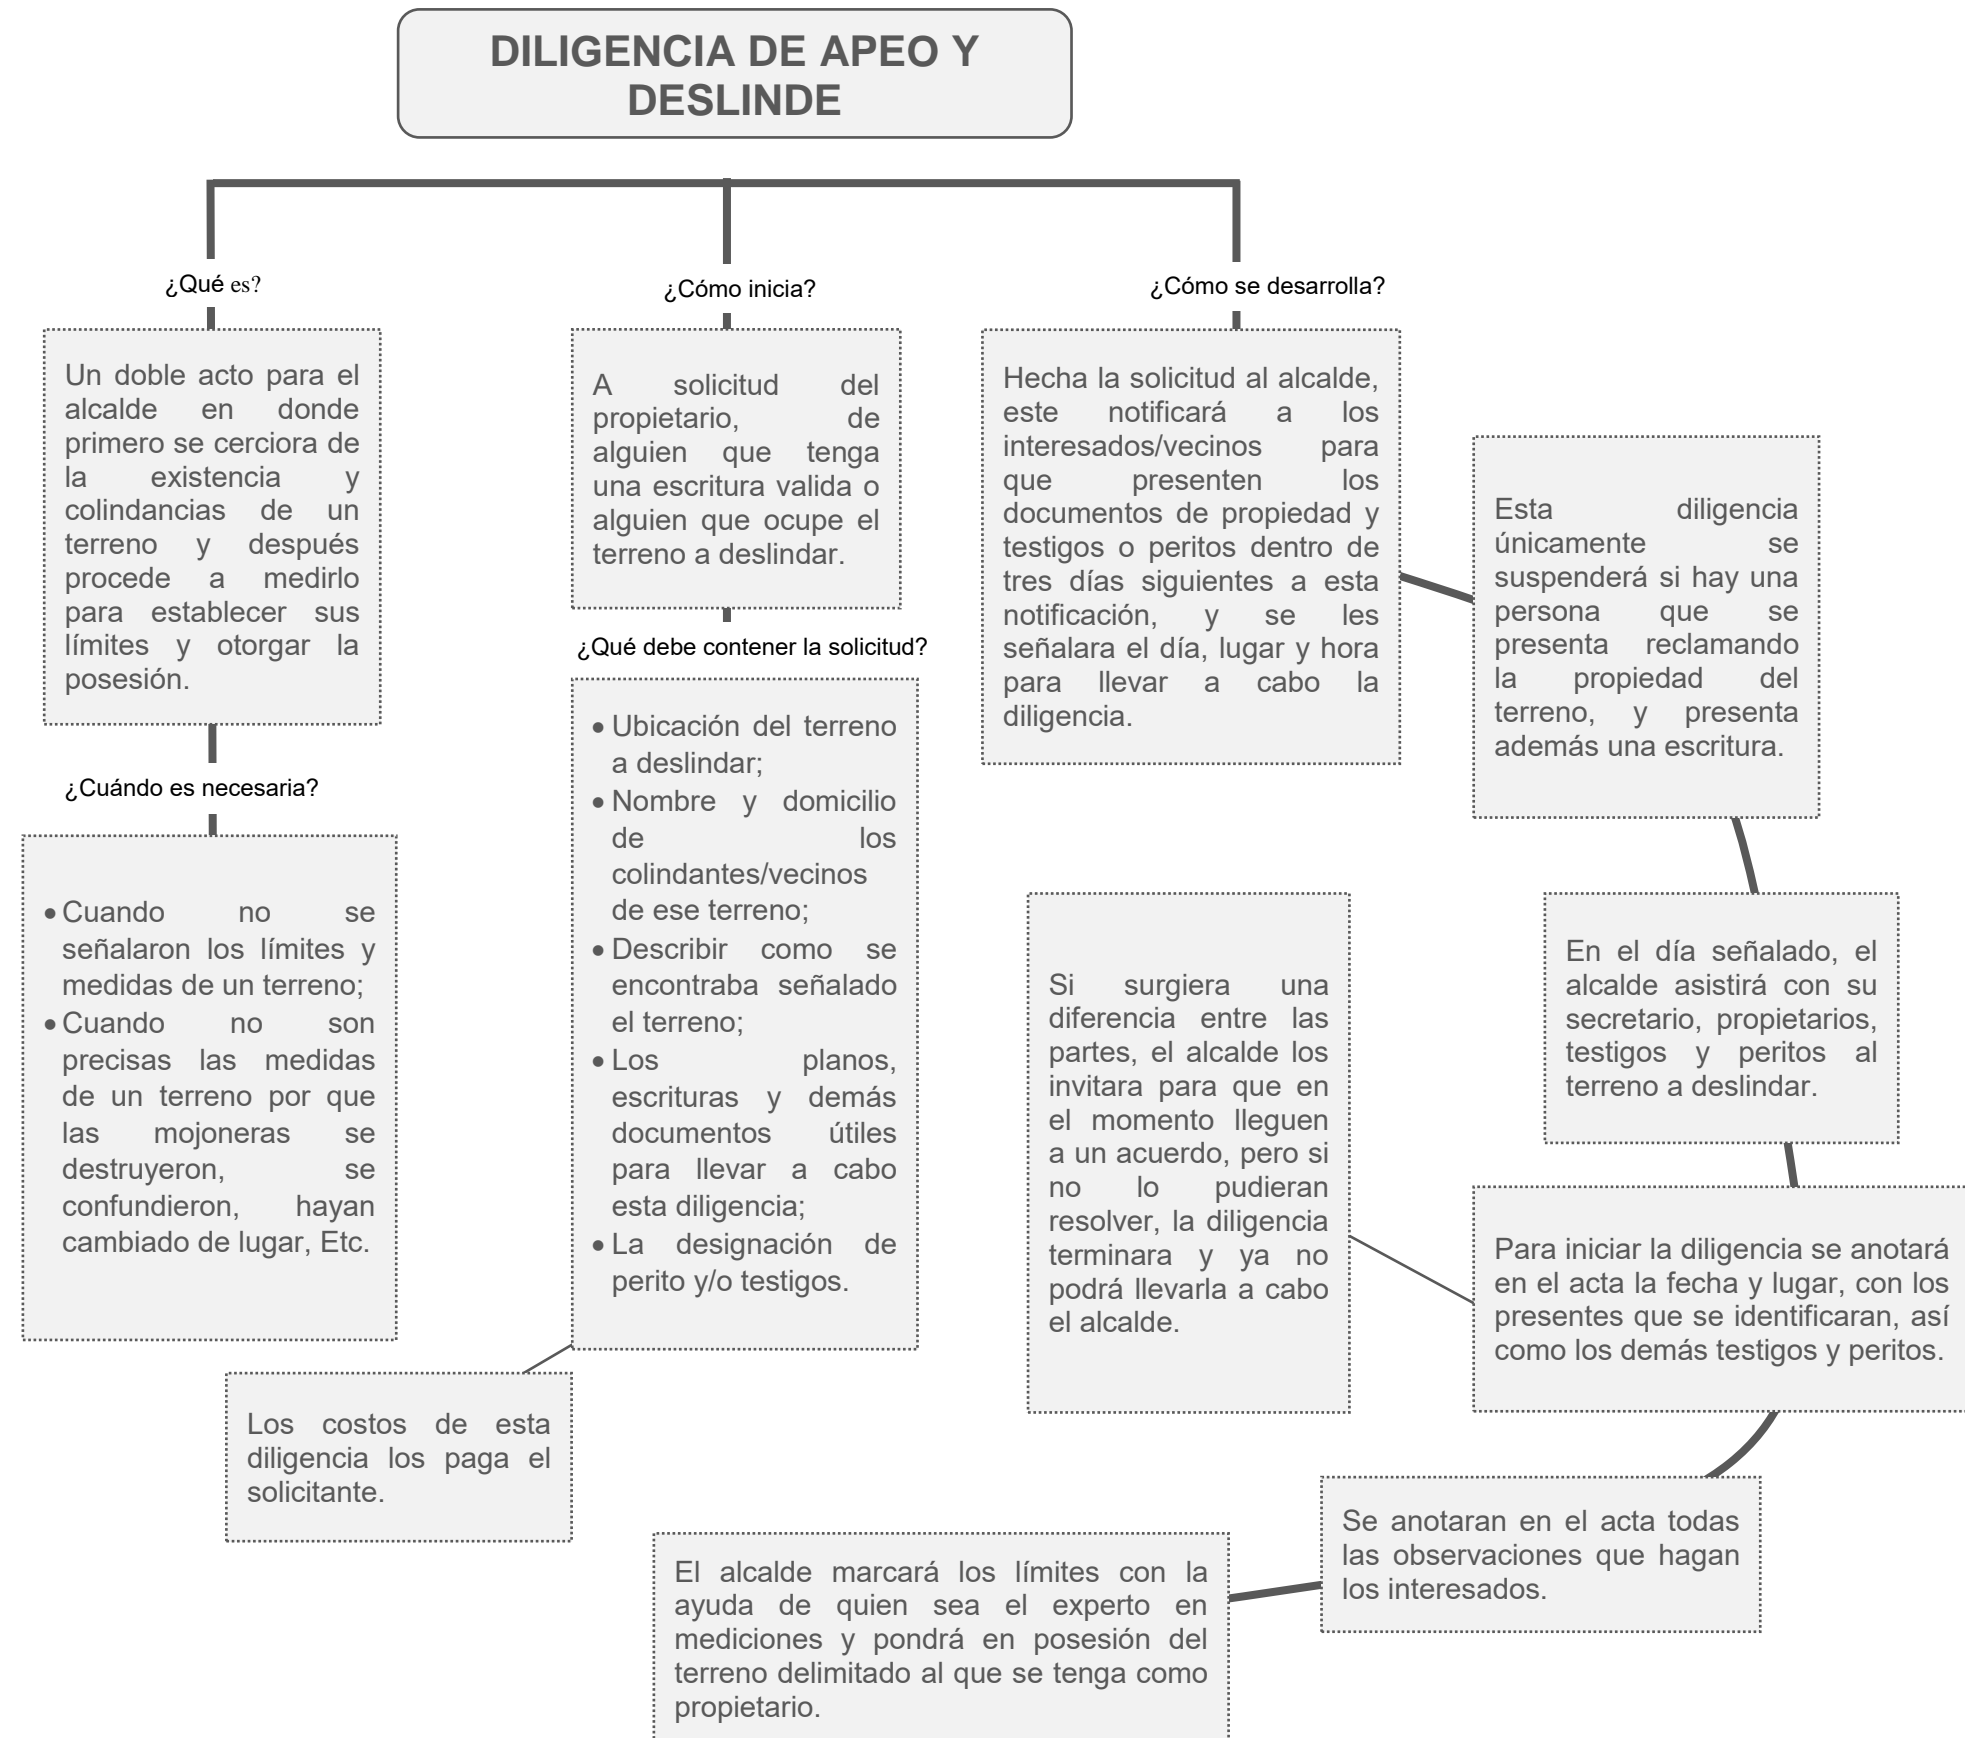 DILIGENCIA DE APEO Y
DESLINDE
¿Qué es?
Un doble acto para el
alcalde en donde
primero se cerciora de
la existencia y
colindancias de un
terreno y después
procede a medirlo
para establecer sus
límites y otorgar la
posesión.
¿Cuándo es necesaria?
• Cuando no se
señalaron los límites y
medidas de un terreno;
• Cuando no son
precisas las medidas
de un terreno por que
las mojoneras se
destruyeron, se
confundieron, hayan
cambiado de lugar, Etc.
¿Cómo inicia?
A solicitud del
propietario, de
alguien que tenga
una escritura valida o
alguien que ocupe el
terreno a deslindar.
¿Qué debe contener la solicitud?
• Ubicación del terreno
a deslindar;
• Nombre y domicilio
de los
colindantes/vecinos
de ese terreno;
• Describir como se
encontraba señalado
el terreno;
• Los planos,
escrituras y demás
documentos útiles
para llevar a cabo
esta diligencia;
• La designación de
perito y/o testigos.
Los costos de esta
diligencia los paga el
solicitante.
¿Cómo se desarrolla?
Hecha la solicitud al alcalde,
este notificará a los
interesados/vecinos para
que presenten los
documentos de propiedad y
testigos o peritos dentro de
tres días siguientes a esta
notificación, y se les
señalara el día, lugar y hora
para llevar a cabo la
diligencia.
Esta diligencia
únicamente se
suspenderá si hay una
persona que se
presenta reclamando
la propiedad del
terreno, y presenta
además una escritura.
En el día señalado, el
alcalde asistirá con su
secretario, propietarios,
testigos y peritos al
terreno a deslindar.
Para iniciar la diligencia se anotará
en el acta la fecha y lugar, con los
presentes que se identificaran, así
como los demás testigos y peritos.
Si surgiera una
diferencia entre las
partes, el alcalde los
invitara para que en
el momento lleguen
a un acuerdo, pero si
no lo pudieran
resolver, la diligencia
terminara y ya no
podrá llevarla a cabo
el alcalde.
Se anotaran en el acta todas
las observaciones que hagan
los interesados.
El alcalde marcará los límites con la
ayuda de quien sea el experto en
mediciones y pondrá en posesión del
terreno delimitado al que se tenga como
propietario.